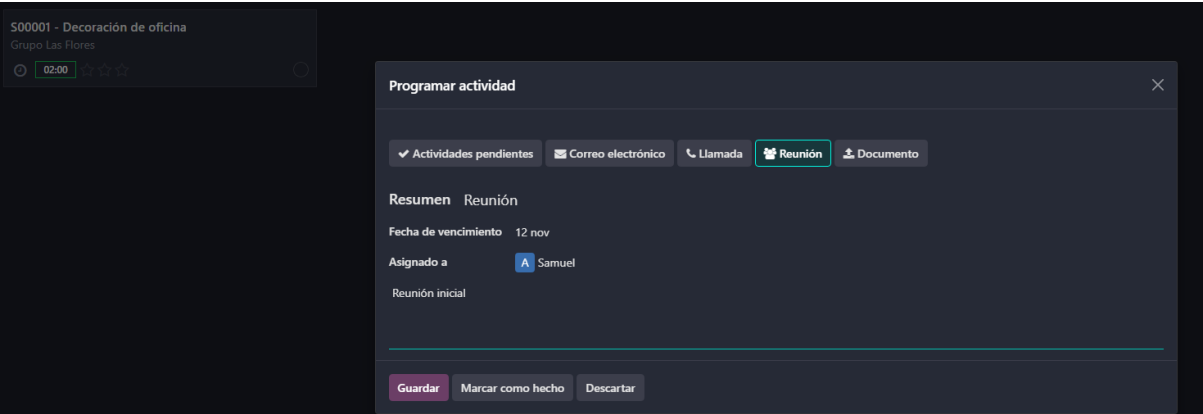 S00001 - Decoración de oficina
Grupo Las Flores
02:00
Programar actividad
Actividades pendientes
Correo electrónico
Llamada
Reunión
Documento
Resumen Reunión
Fecha de vencimiento 12 nov
Asignado a A Samuel
Reunión inicial
Guardar Marcar como hecho Descartar